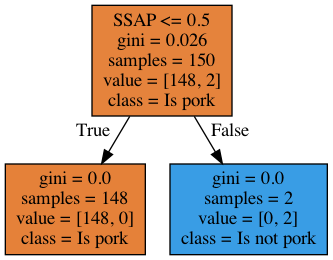 SSAP <= 0.5
gini = 0.026
samples = 150
value = [148, 2]
class = Is pork
True
False
gini = 0.0
samples = 148
value = [148, 0]
class = Is pork
gini = 0.0
samples = 2
value = [0, 2]
class = Is not pork